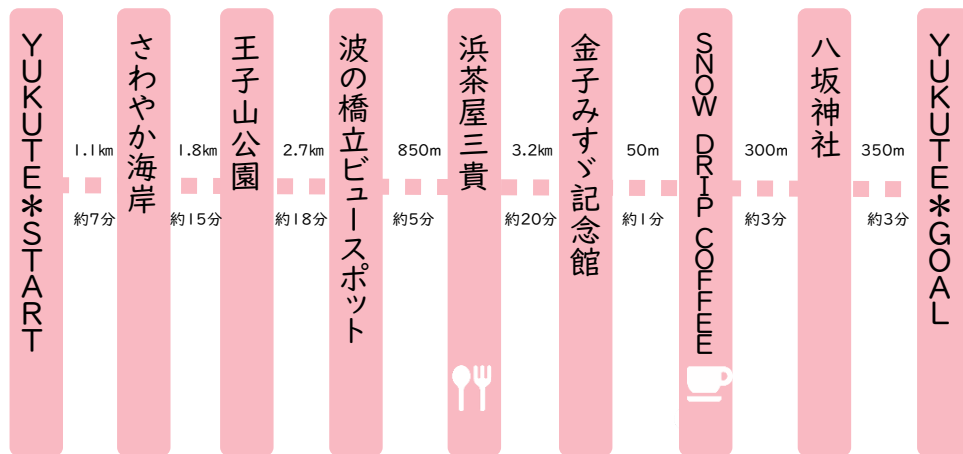 YUKUTE*START
1.1km
約7分
さわやか海岸
1.8km
約15分
王子山公園
2.7km
約18分
波の橋立ビュースポット
850m
約5分
浜茶屋三貴
3.2km
約20分
金子みすゞ記念館
50m
約1分
SNOW DRIP COFFEE
300m
約3分
八坂神社
350m
約3分
YUKUTE*GOAL